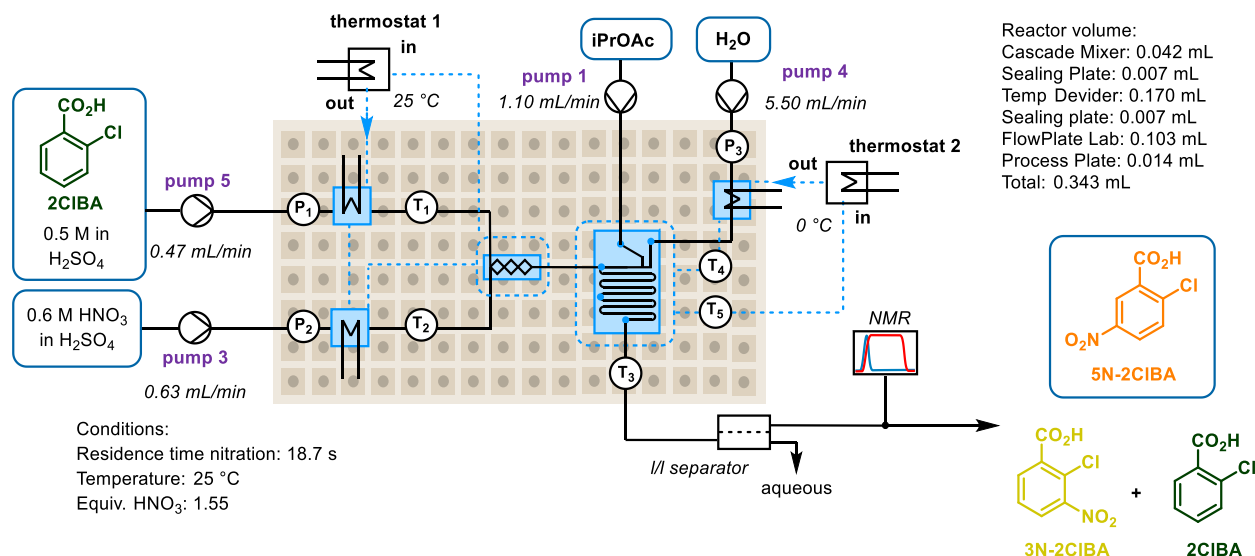 thermostat 1
in
out
25 °C
iPrOAc
H2O
pump 1
1.10 mL/min
pump 4
5.50 mL/min
Reactor volume:
Cascade Mixer: 0.042 mL
Sealing Plate: 0.007 mL
Temp Devider: 0.170 mL
Sealing plate: 0.007 mL
FlowPlate Lab: 0.103 mL
Process Plate: 0.014 mL
Total: 0.343 mL
CO2H
Cl
2ClBA
0.5 M in
H2SO4
pump 5
0.47 mL/min
P1
T1
P3
thermostat 2
out
in
0 °C
T4
T5
0.6 M HNO3
in H2SO4
pump 3
0.63 mL/min
P2
T2
T3
NMR
CO2H
Cl
O2N
5N-2ClBA
Conditions:
Residence time nitration: 18.7 s
Temperature: 25 °C
Equiv. HNO3: 1.55
l/l separator
aqueous
CO2H
Cl
NO2
3N-2ClBA
+
CO2H
Cl
2ClBA